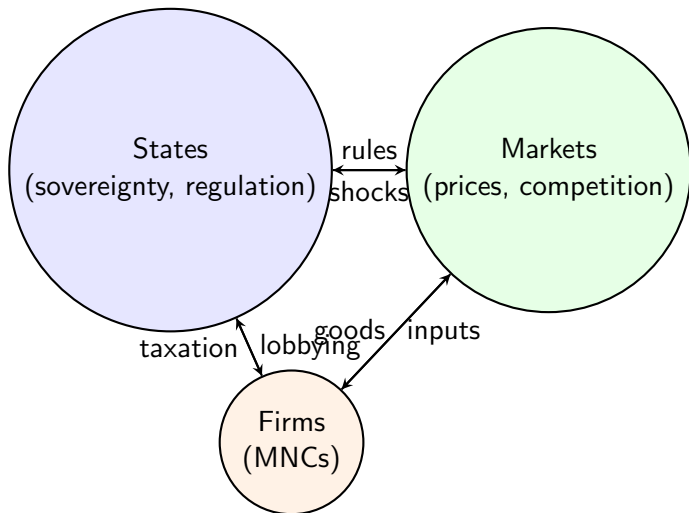 States
(sovereignty, regulation)
rules
shocks
Markets
(prices, competition)
taxation
lobbying
goods
inputs
Firms
(MNCs)